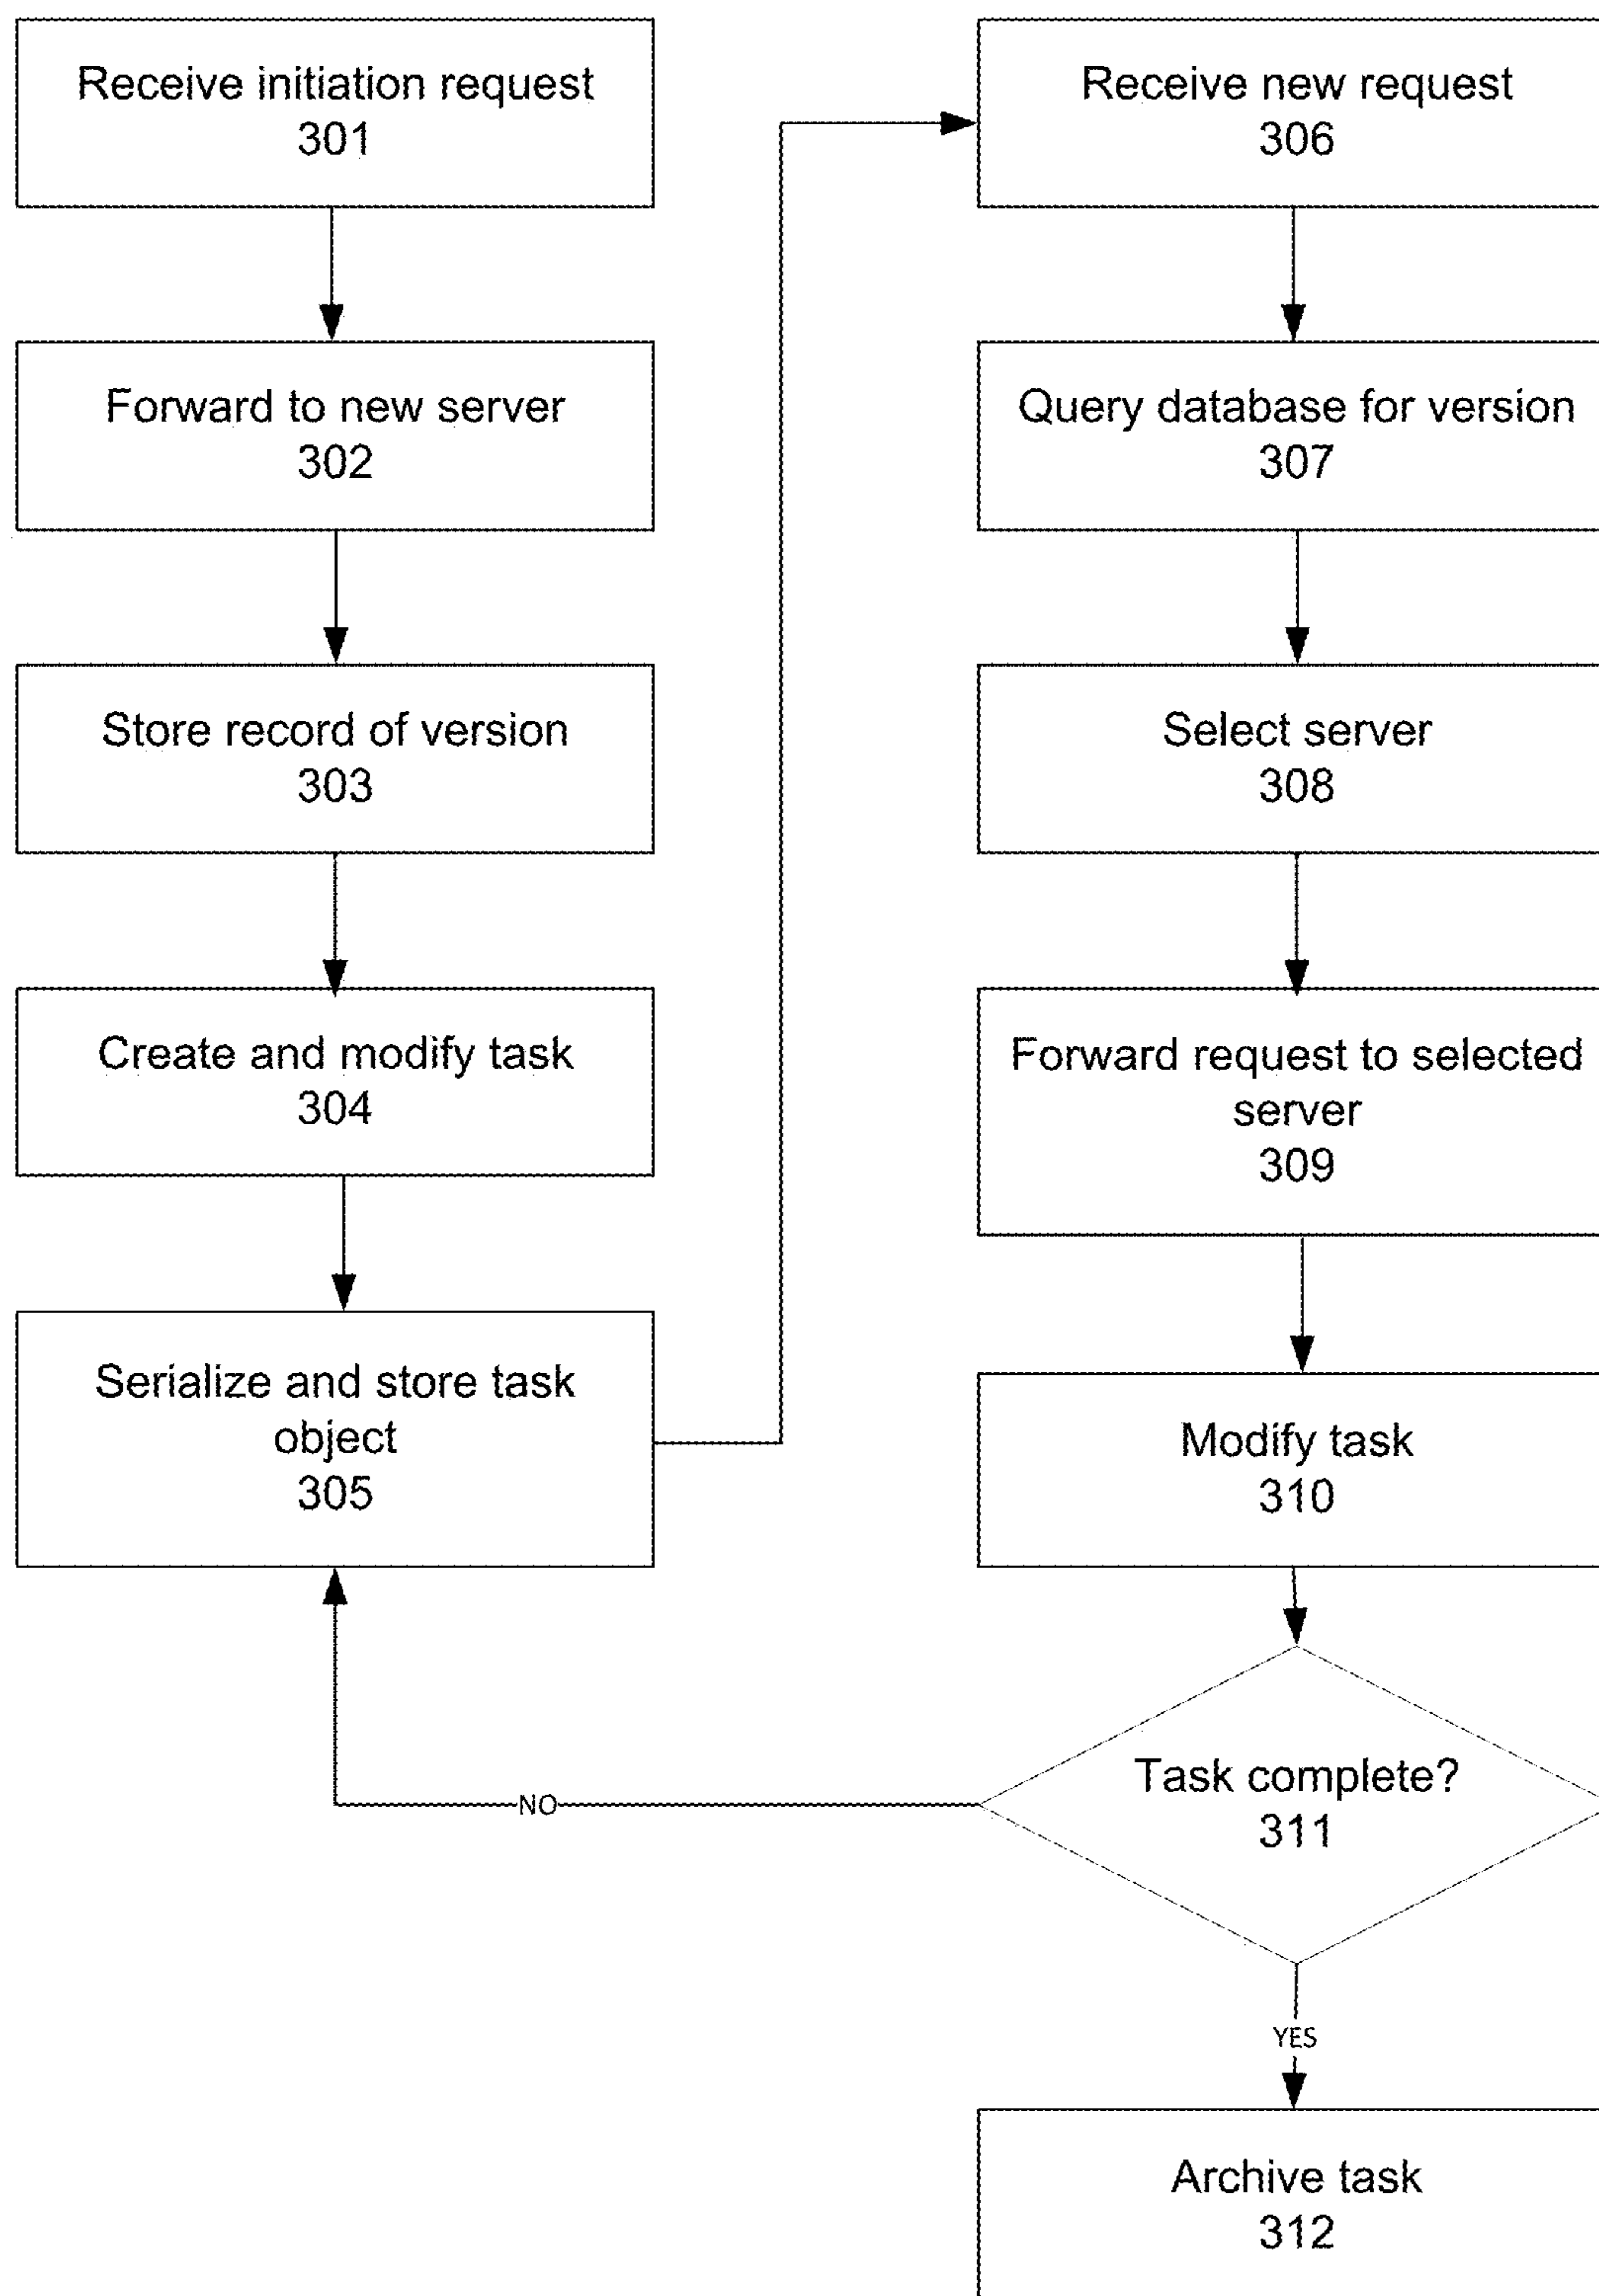 Receive initiation request
301
Forward to new server
302
Store record of version
303
Create and modify task
304
Serialize and store task
object
305
Receive new request
306
Query database for version
307
Select server
308
Forward request to selected
server
309
Modify task
310
Task complete?
311
NO
YES
Archive task
312